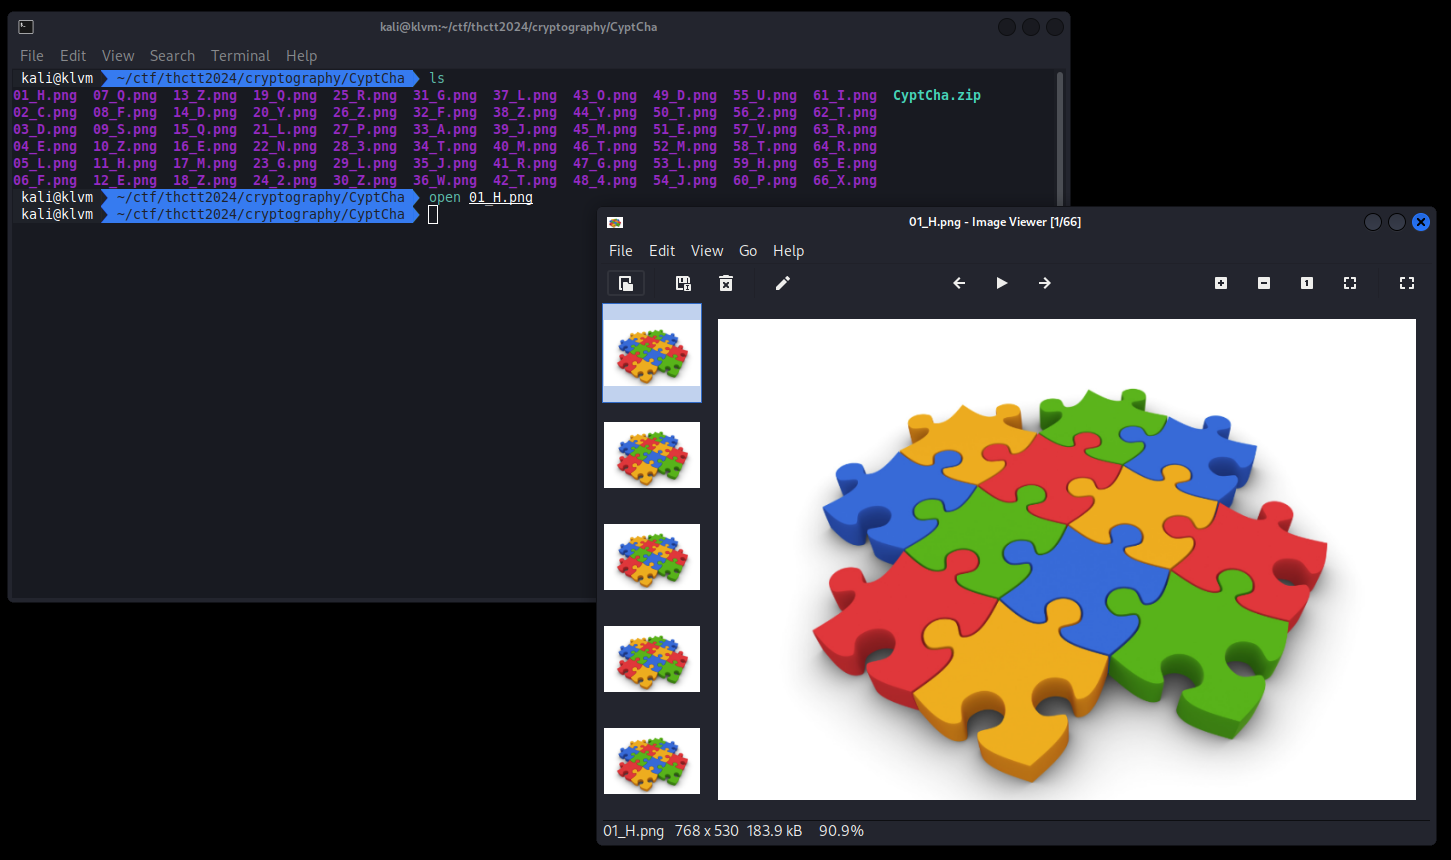 kali@klvm:~/ctf/thctt2024/cryptography/CyptCha
File Edit View Search Terminal Help
kali@klvm ~/ctf/thctt2024/cryptography/CyptCha ls
01_H.png 07_Q.png 13_Z.png 19_Q.png 25_R.png 31_G.png 37_L.png 43_O.png 49_D.png 55_U.png 61_I.png CyptCha.zip
02_C.png 08_F.png 14_D.png 20_Y.png 26_Z.png 32_F.png 38_Z.png 44_Y.png 50_T.png 56_2.png 62_T.png
03_D.png 09_S.png 15_Q.png 21_L.png 27_P.png 33_A.png 39_J.png 45_M.png 51_E.png 57_V.png 63_R.png
04_E.png 10_Z.png 16_E.png 22_N.png 28_3.png 34_T.png 40_M.png 46_T.png 52_M.png 58_T.png 64_R.png
05_L.png 11_H.png 17_M.png 23_G.png 29_L.png 35_J.png 41_R.png 47_G.png 53_L.png 59_H.png 65_E.png
06_F.png 12_E.png 18_Z.png 24_2.png 30_Z.png 36_W.png 42_T.png 48_4.png 54_J.png 60_P.png 66_X.png
kali@klvm ~/ctf/thctt2024/cryptography/CyptCha open 01_H.png
kali@klvm ~/ctf/thctt2024/cryptography/CyptCha
01_H.png - Image Viewer [1/66]
File Edit View Go Help
01_H.png 768 x 530 183.9 kB 90.9%